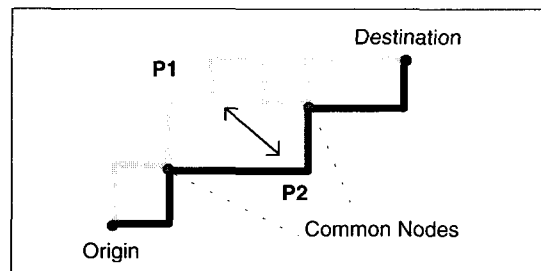 Destination
P1
P2
Common Nodes
Origin